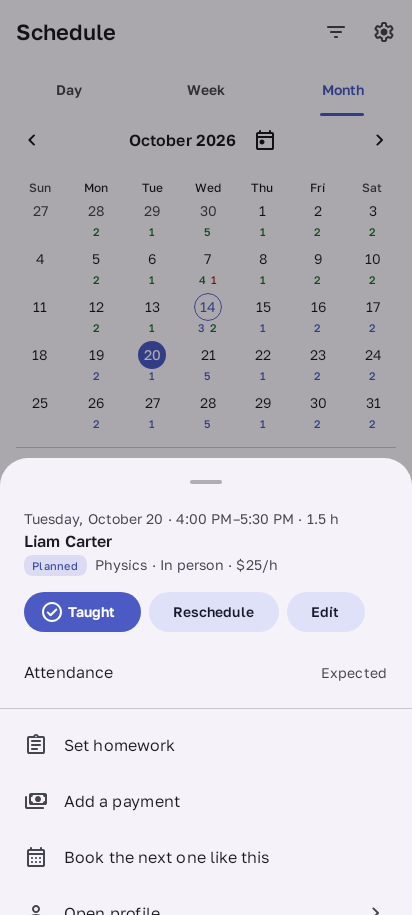 Schedule
Day Week Month
October 2026
Sun Mon Tue Wed Thu Fri Sat
27 28 29 30 1 2 3
2 1 5 1 2 2
4 5 6 7 8 9 10
2 1 4 1 1 2 2
11 12 13 14 15 16 17
2 1 3 2 1 2 2
18 19 20 21 22 23 24
2 1 5 1 2 2
25 26 27 28 29 30 31
2 1 5 1 2 2
Tuesday, October 20 · 4:00 PM–5:30 PM · 1.5 h
Liam Carter
Planned Physics · In person · $25/h
Taught Reschedule Edit
Attendance Expected
Set homework
Add a payment
Book the next one like this
Open profile